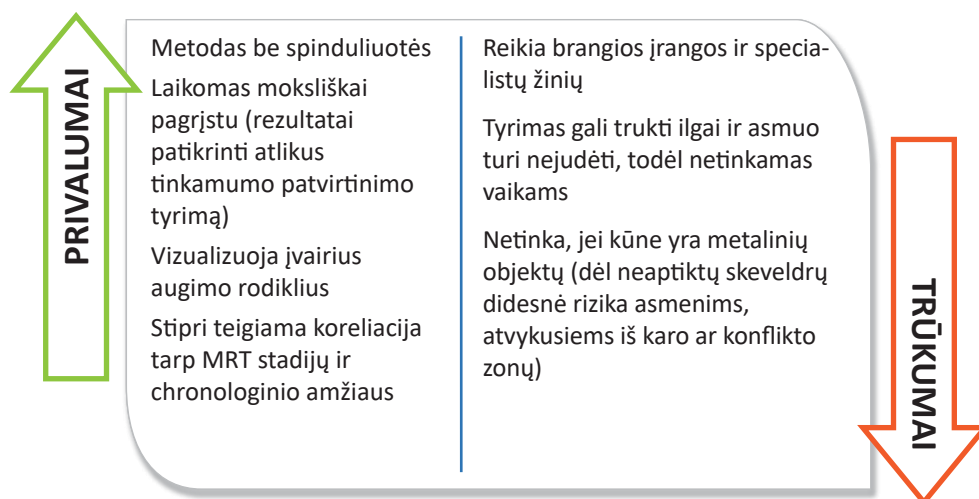 PRIVALUMAI
Metodas be spinduliuotės
Laikomas moksliškai
pagrįstu (rezultatai
patikrinti atlikus
tinkamumo patvirtinimo
tyrimą)
Vizualizuoja įvairius
augimo rodiklius
Stipri teigiama koreliacija
tarp MRT stadijų ir
chronologinio amžiaus
Reikia brangios įrangos ir specia-
listų žinių
Tyrimas gali trukti ilgai ir asmuo
turi nejudėti, todėl netinkamas
vaikams
Netinka, jei kūne yra metalinių
objektų (dėl neaptiktų skeveldrų
didesnė rizika asmenims,
atvykusiems iš karo ar konflikto
zonų)
TRŪKUMAI